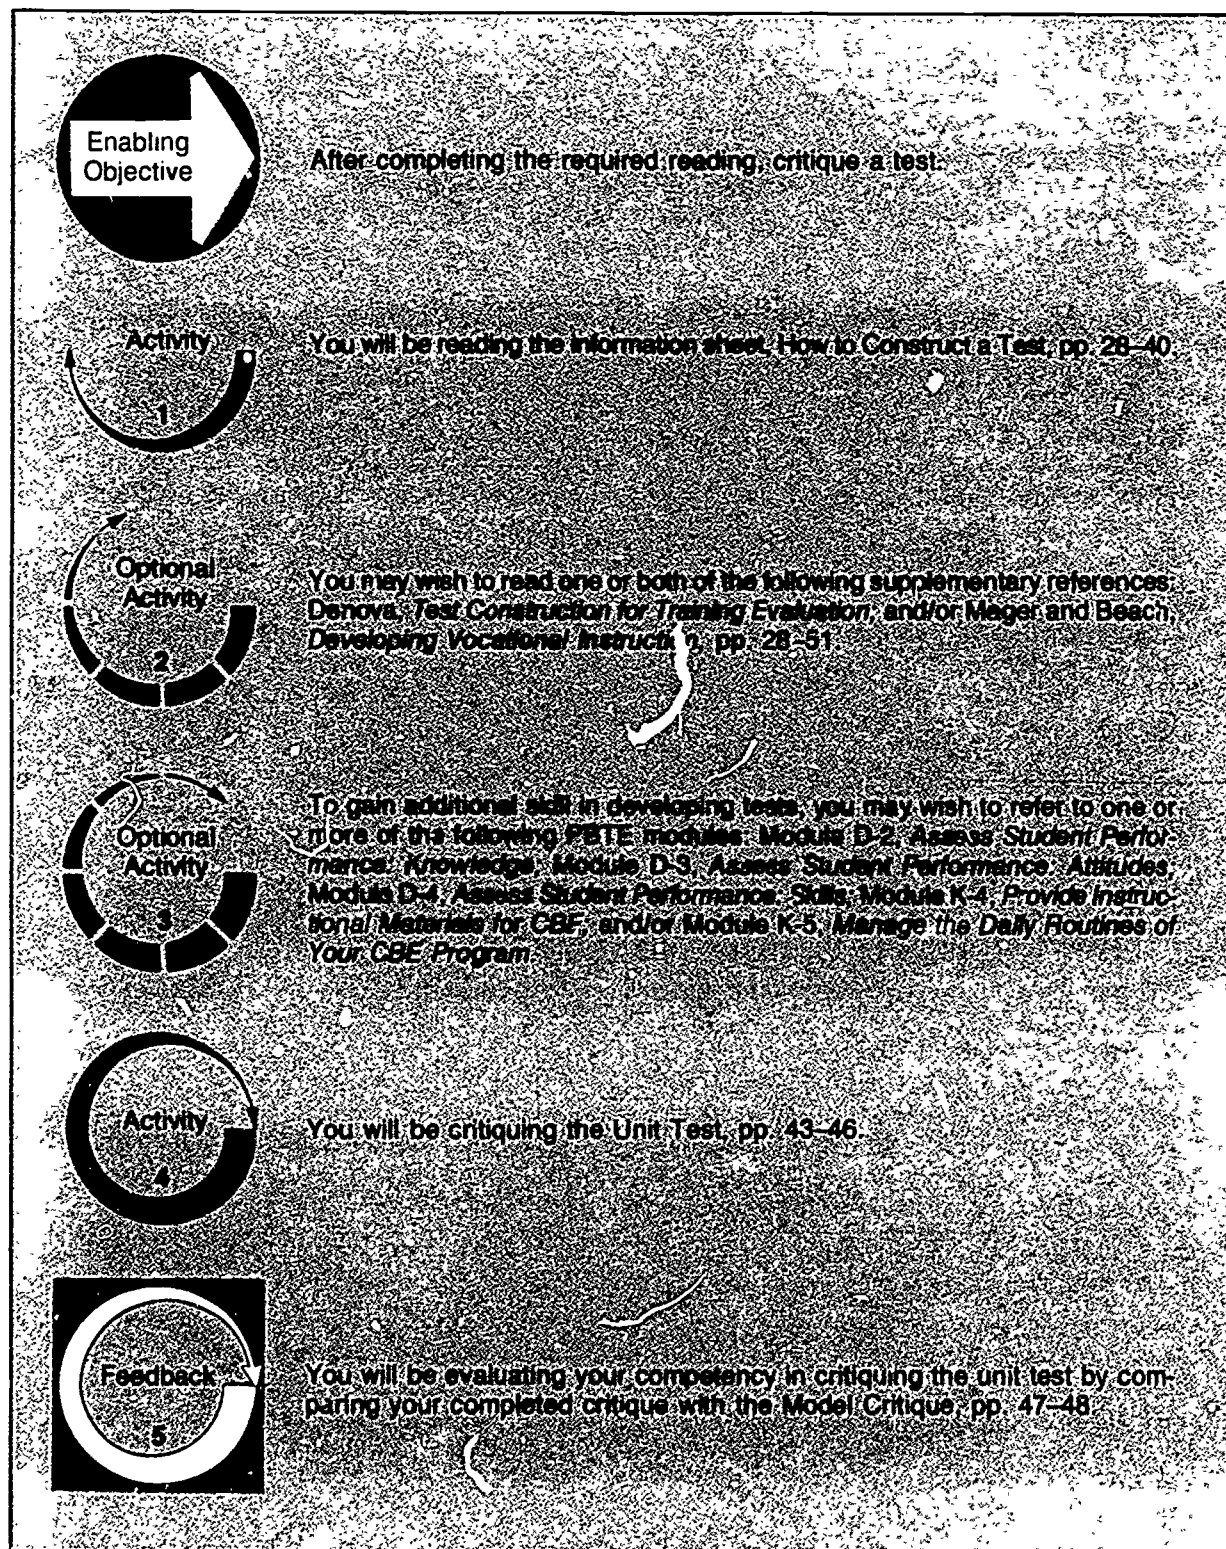 Enabling
Objective
After completing the required reading, critique a test.
Activity
1
You will be reading the information sheet, How to Construct a Test, pp. 28–40.
Optional
Activity
2
You may wish to read one or both of the following supplementary references:
Denova, Test Construction for Training Evaluation; and/or Mager and Beach,
Developing Vocational Instruction, pp. 28–51.
Optional
Activity
3
To gain additional skill in developing tests, you may wish to refer to one or
more of the following PBTE modules: Module D-2, Assess Student Perfor-
mance: Knowledge; Module D-3, Assess Student Performance: Attitudes;
Module D-4, Assess Student Performance: Skills; Module K-4, Provide Instruc-
tional Materials for CBE; and/or Module K-5, Manage the Daily Routines of
Your CBE Program.
Activity
4
You will be critiquing the Unit Test, pp. 43–46.
Feedback
5
You will be evaluating your competency in critiquing the unit test by com-
paring your completed critique with the Model Critique, pp. 47–48.